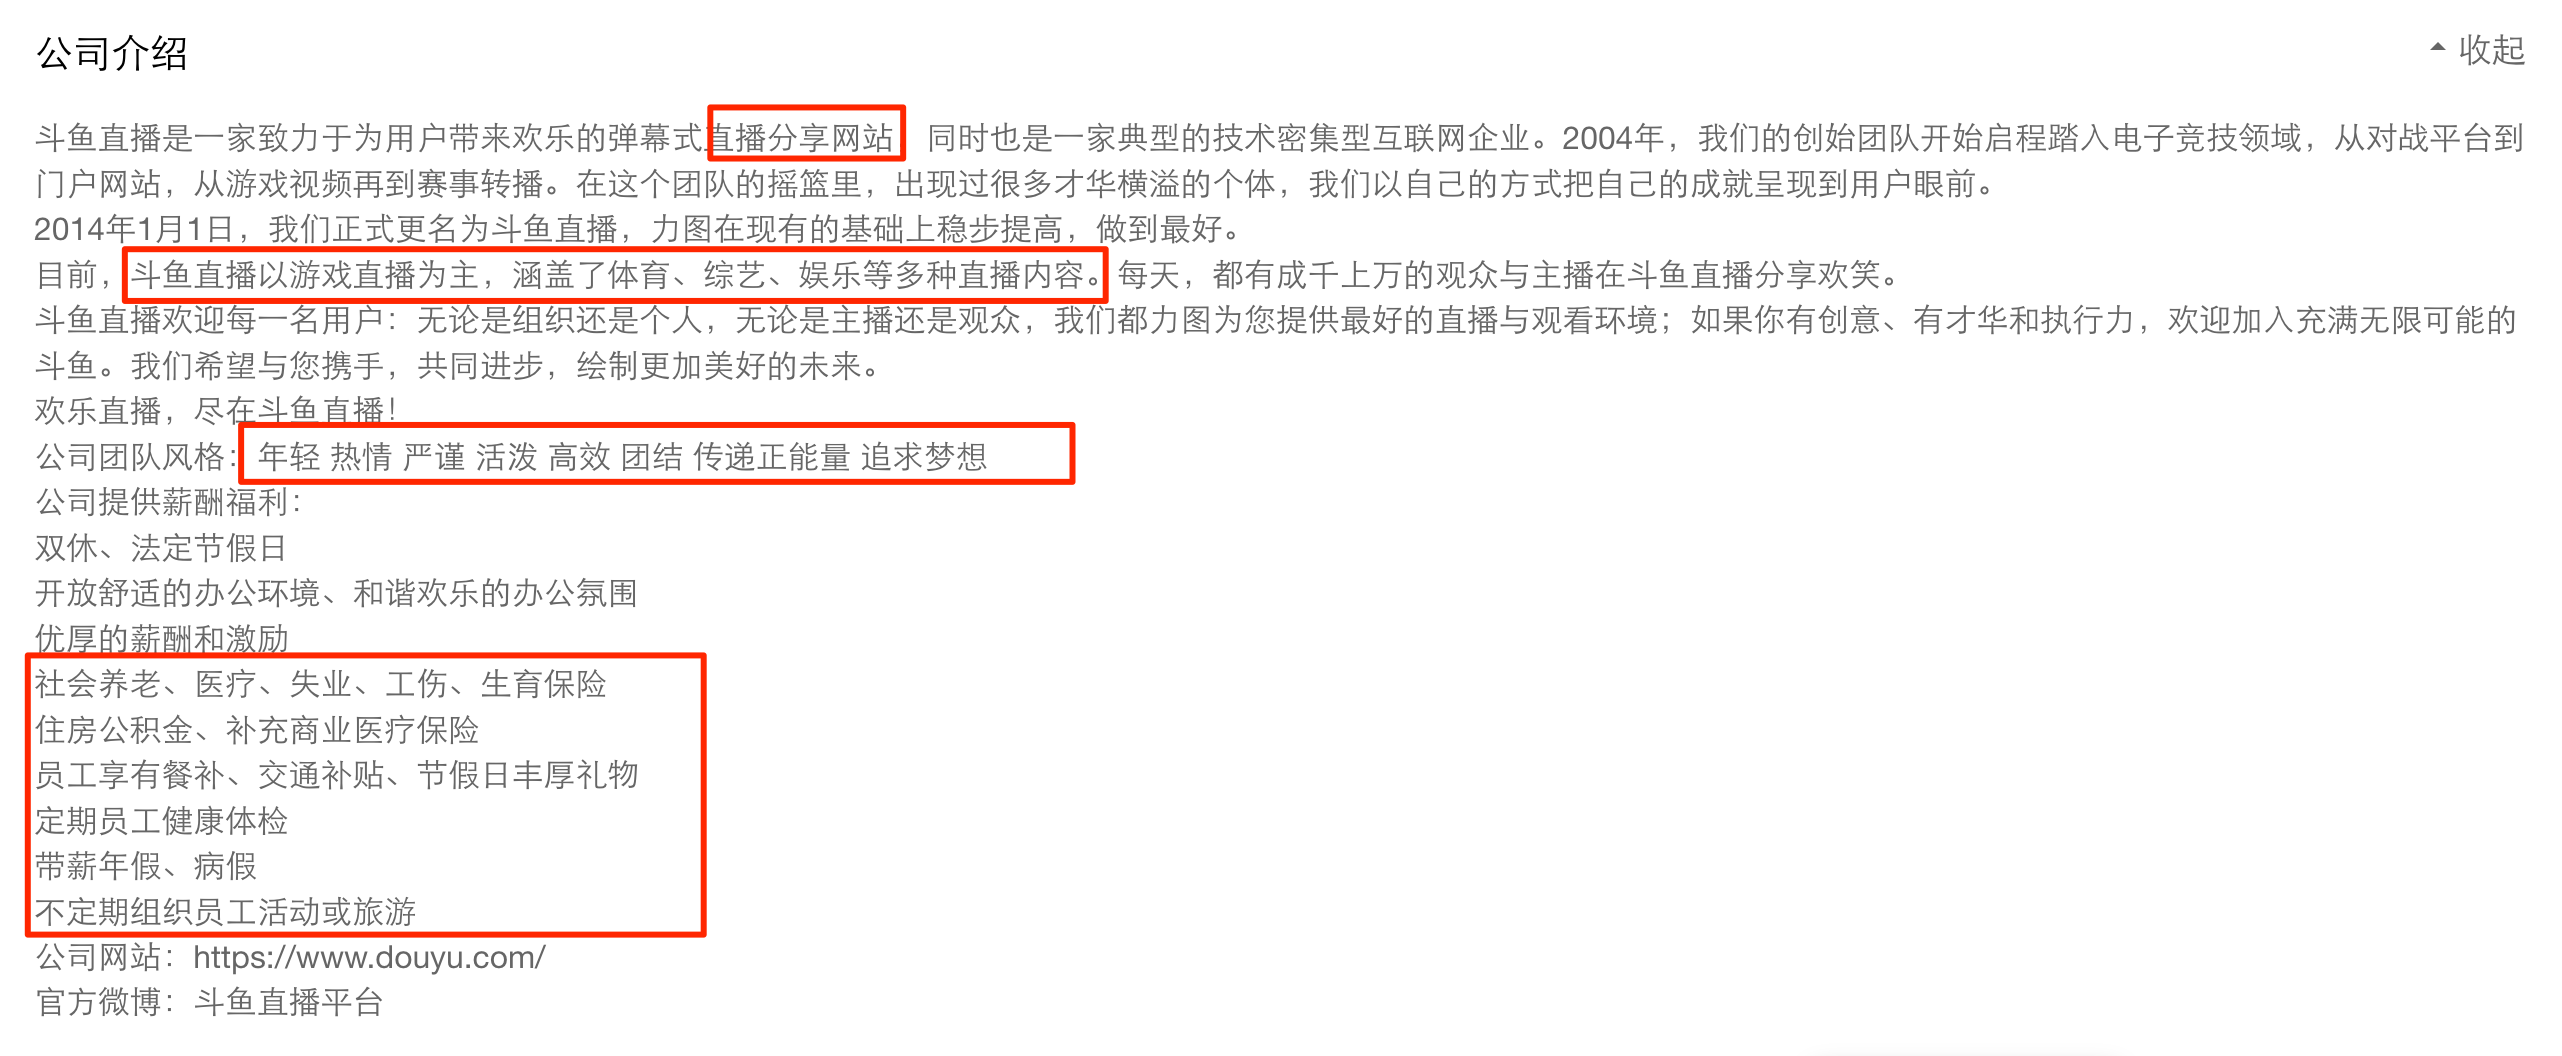 公司介绍
收起
斗鱼直播是一家致力于为用户带来欢乐的弹幕式直播分享网站 同时也是一家典型的技术密集型互联网企业。2004年，我们的创始团队开始启程踏入电子竞技领域，从对战平台到
门户网站，从游戏视频再到赛事转播。在这个团队的摇篮里，出现过很多才华横溢的个体，我们以自己的方式把自己的成就呈现到用户眼前。
2014年1月1日，我们正式更名为斗鱼直播，力图在现有的基础上稳步提高，做到最好。
目前，斗鱼直播以游戏直播为主，涵盖了体育、综艺、娱乐等多种直播内容。每天，都有成千上万的观众与主播在斗鱼直播分享欢笑。
斗鱼直播欢迎每一名用户：无论是组织还是个人，无论是主播还是观众，我们都力图为您提供最好的直播与观看环境；如果你有创意、有才华和执行力，欢迎加入充满无限可能的
斗鱼。我们希望与您携手，共同进步，绘制更加美好的未来。
欢乐直播，尽在斗鱼直播！
公司团队风格：年轻 热情 严谨 活泼 高效 团结 传递正能量 追求梦想
公司提供薪酬福利：
双休、法定节假日
开放舒适的办公环境、和谐欢乐的办公氛围
优厚的薪酬和激励
社会养老、医疗、失业、工伤、生育保险
住房公积金、补充商业医疗保险
员工享有餐补、交通补贴、节假日丰厚礼物
定期员工健康体检
带薪年假、病假
不定期组织员工活动或旅游
公司网站：https://www.douyu.com/
官方微博：斗鱼直播平台